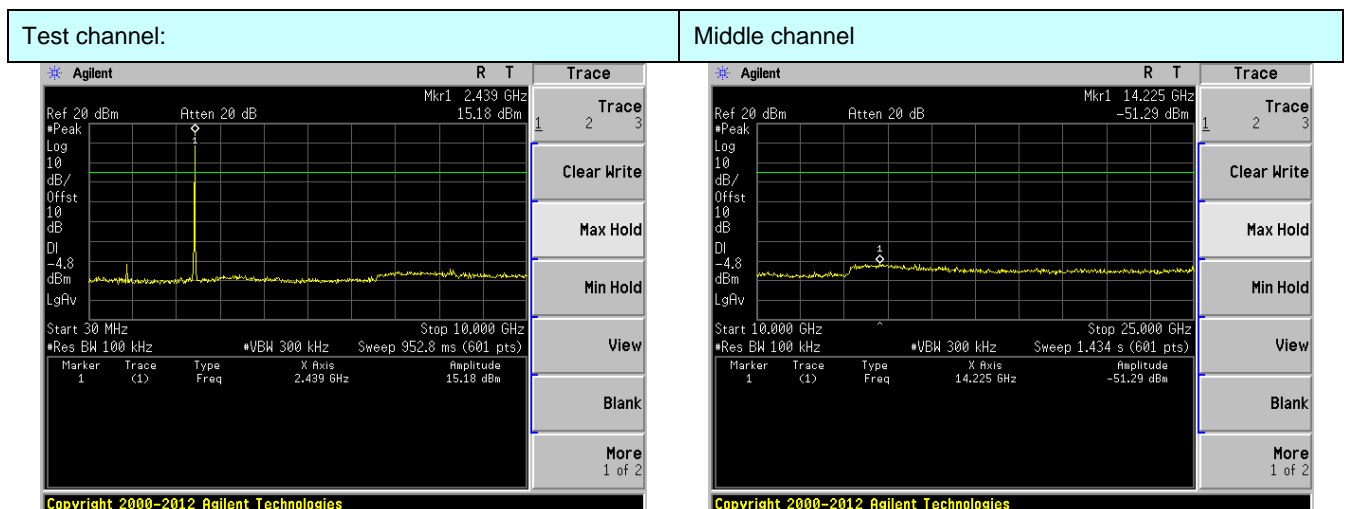 Test channel: Middle channel
Agilent R T Trace
Mkr1 2.439 GHz
Ref 20 dBm Atten 20 dB 15.18 dBm
#Peak
Log
10
dB/
Offst
10
dB
DI
-4.8
dBm
LgAv
1
Start 30 MHz Stop 10.000 GHz
#Res BW 100 kHz #VBW 300 kHz Sweep 952.8 ms (601 pts)
Marker Trace Type X Axis Amplitude
1 (1) Freq 2.439 GHz 15.18 dBm
Trace
1 2 3
Clear Write
Max Hold
Min Hold
View
Blank
More
1 of 2
Copyright 2000-2012 Agilent Technologies
Agilent R T Trace
Mkr1 14.225 GHz
Ref 20 dBm Atten 20 dB -51.29 dBm
#Peak
Log
10
dB/
Offst
10
dB
DI
-4.8
dBm
LgAv
1
Start 10.000 GHz Stop 25.000 GHz
#Res BW 100 kHz #VBW 300 kHz Sweep 1.434 s (601 pts)
Marker Trace Type X Axis Amplitude
1 (1) Freq 14.225 GHz -51.29 dBm
Trace
1 2 3
Clear Write
Max Hold
Min Hold
View
Blank
More
1 of 2
Copyright 2000-2012 Agilent Technologies